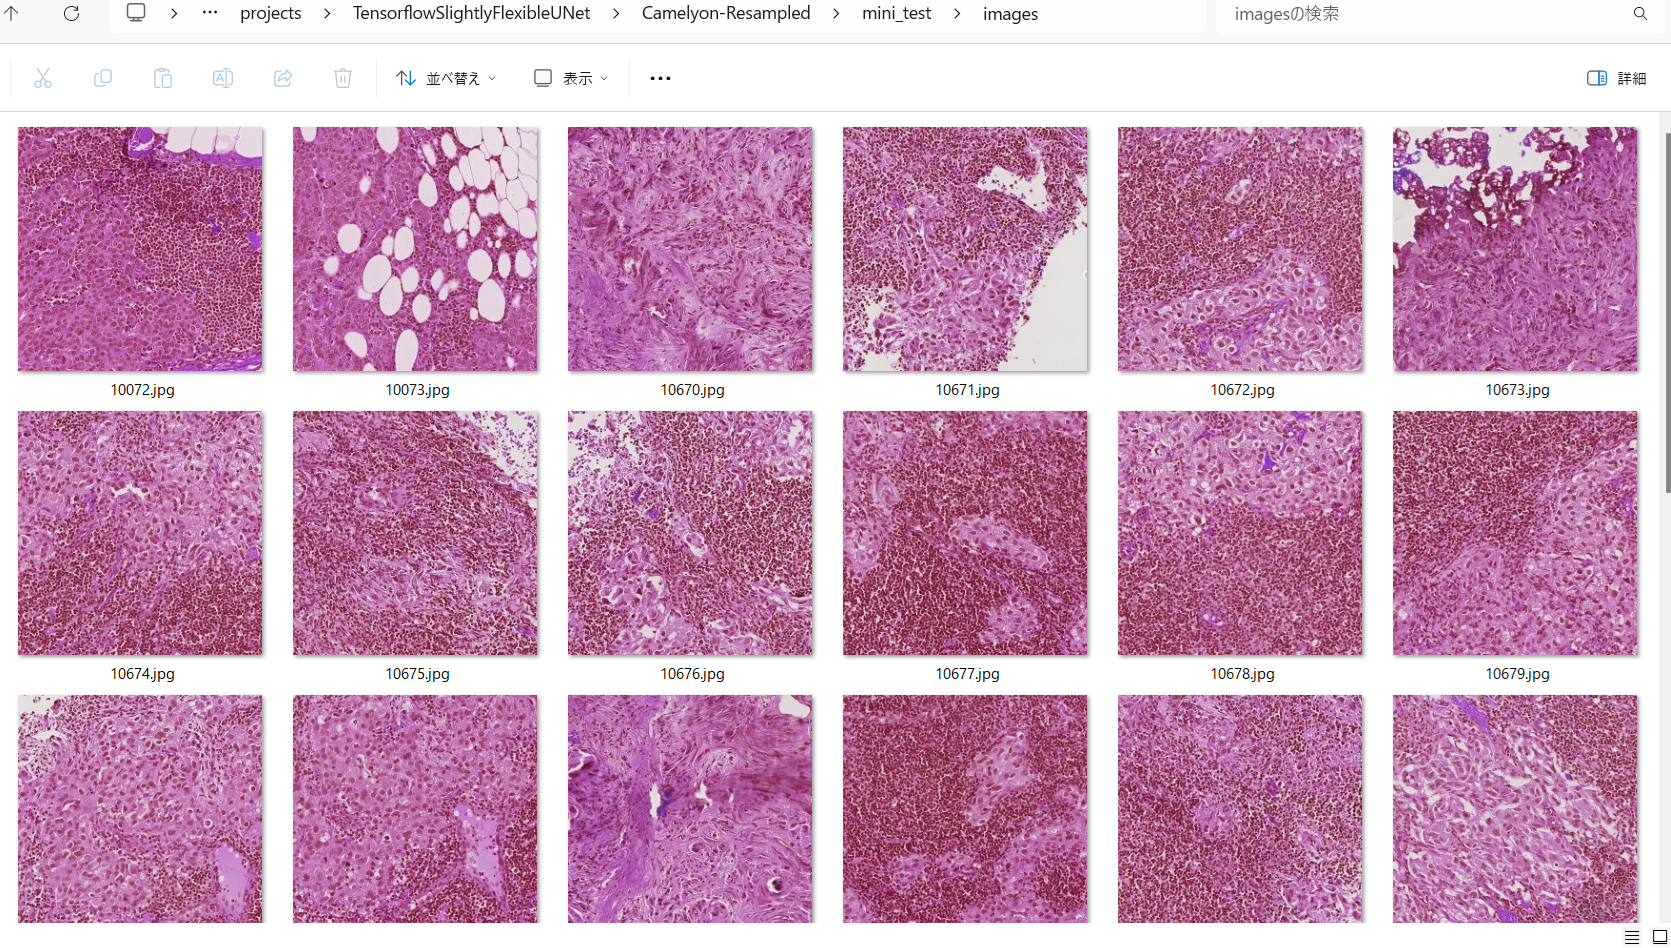 projects > TensorflowSlightlyFlexibleUNet > Camelyon-Resampled > mini_test > images
imagesの検索
並べ替え
表示
詳細
10072.jpg
10073.jpg
10670.jpg
10671.jpg
10672.jpg
10673.jpg
10674.jpg
10675.jpg
10676.jpg
10677.jpg
10678.jpg
10679.jpg